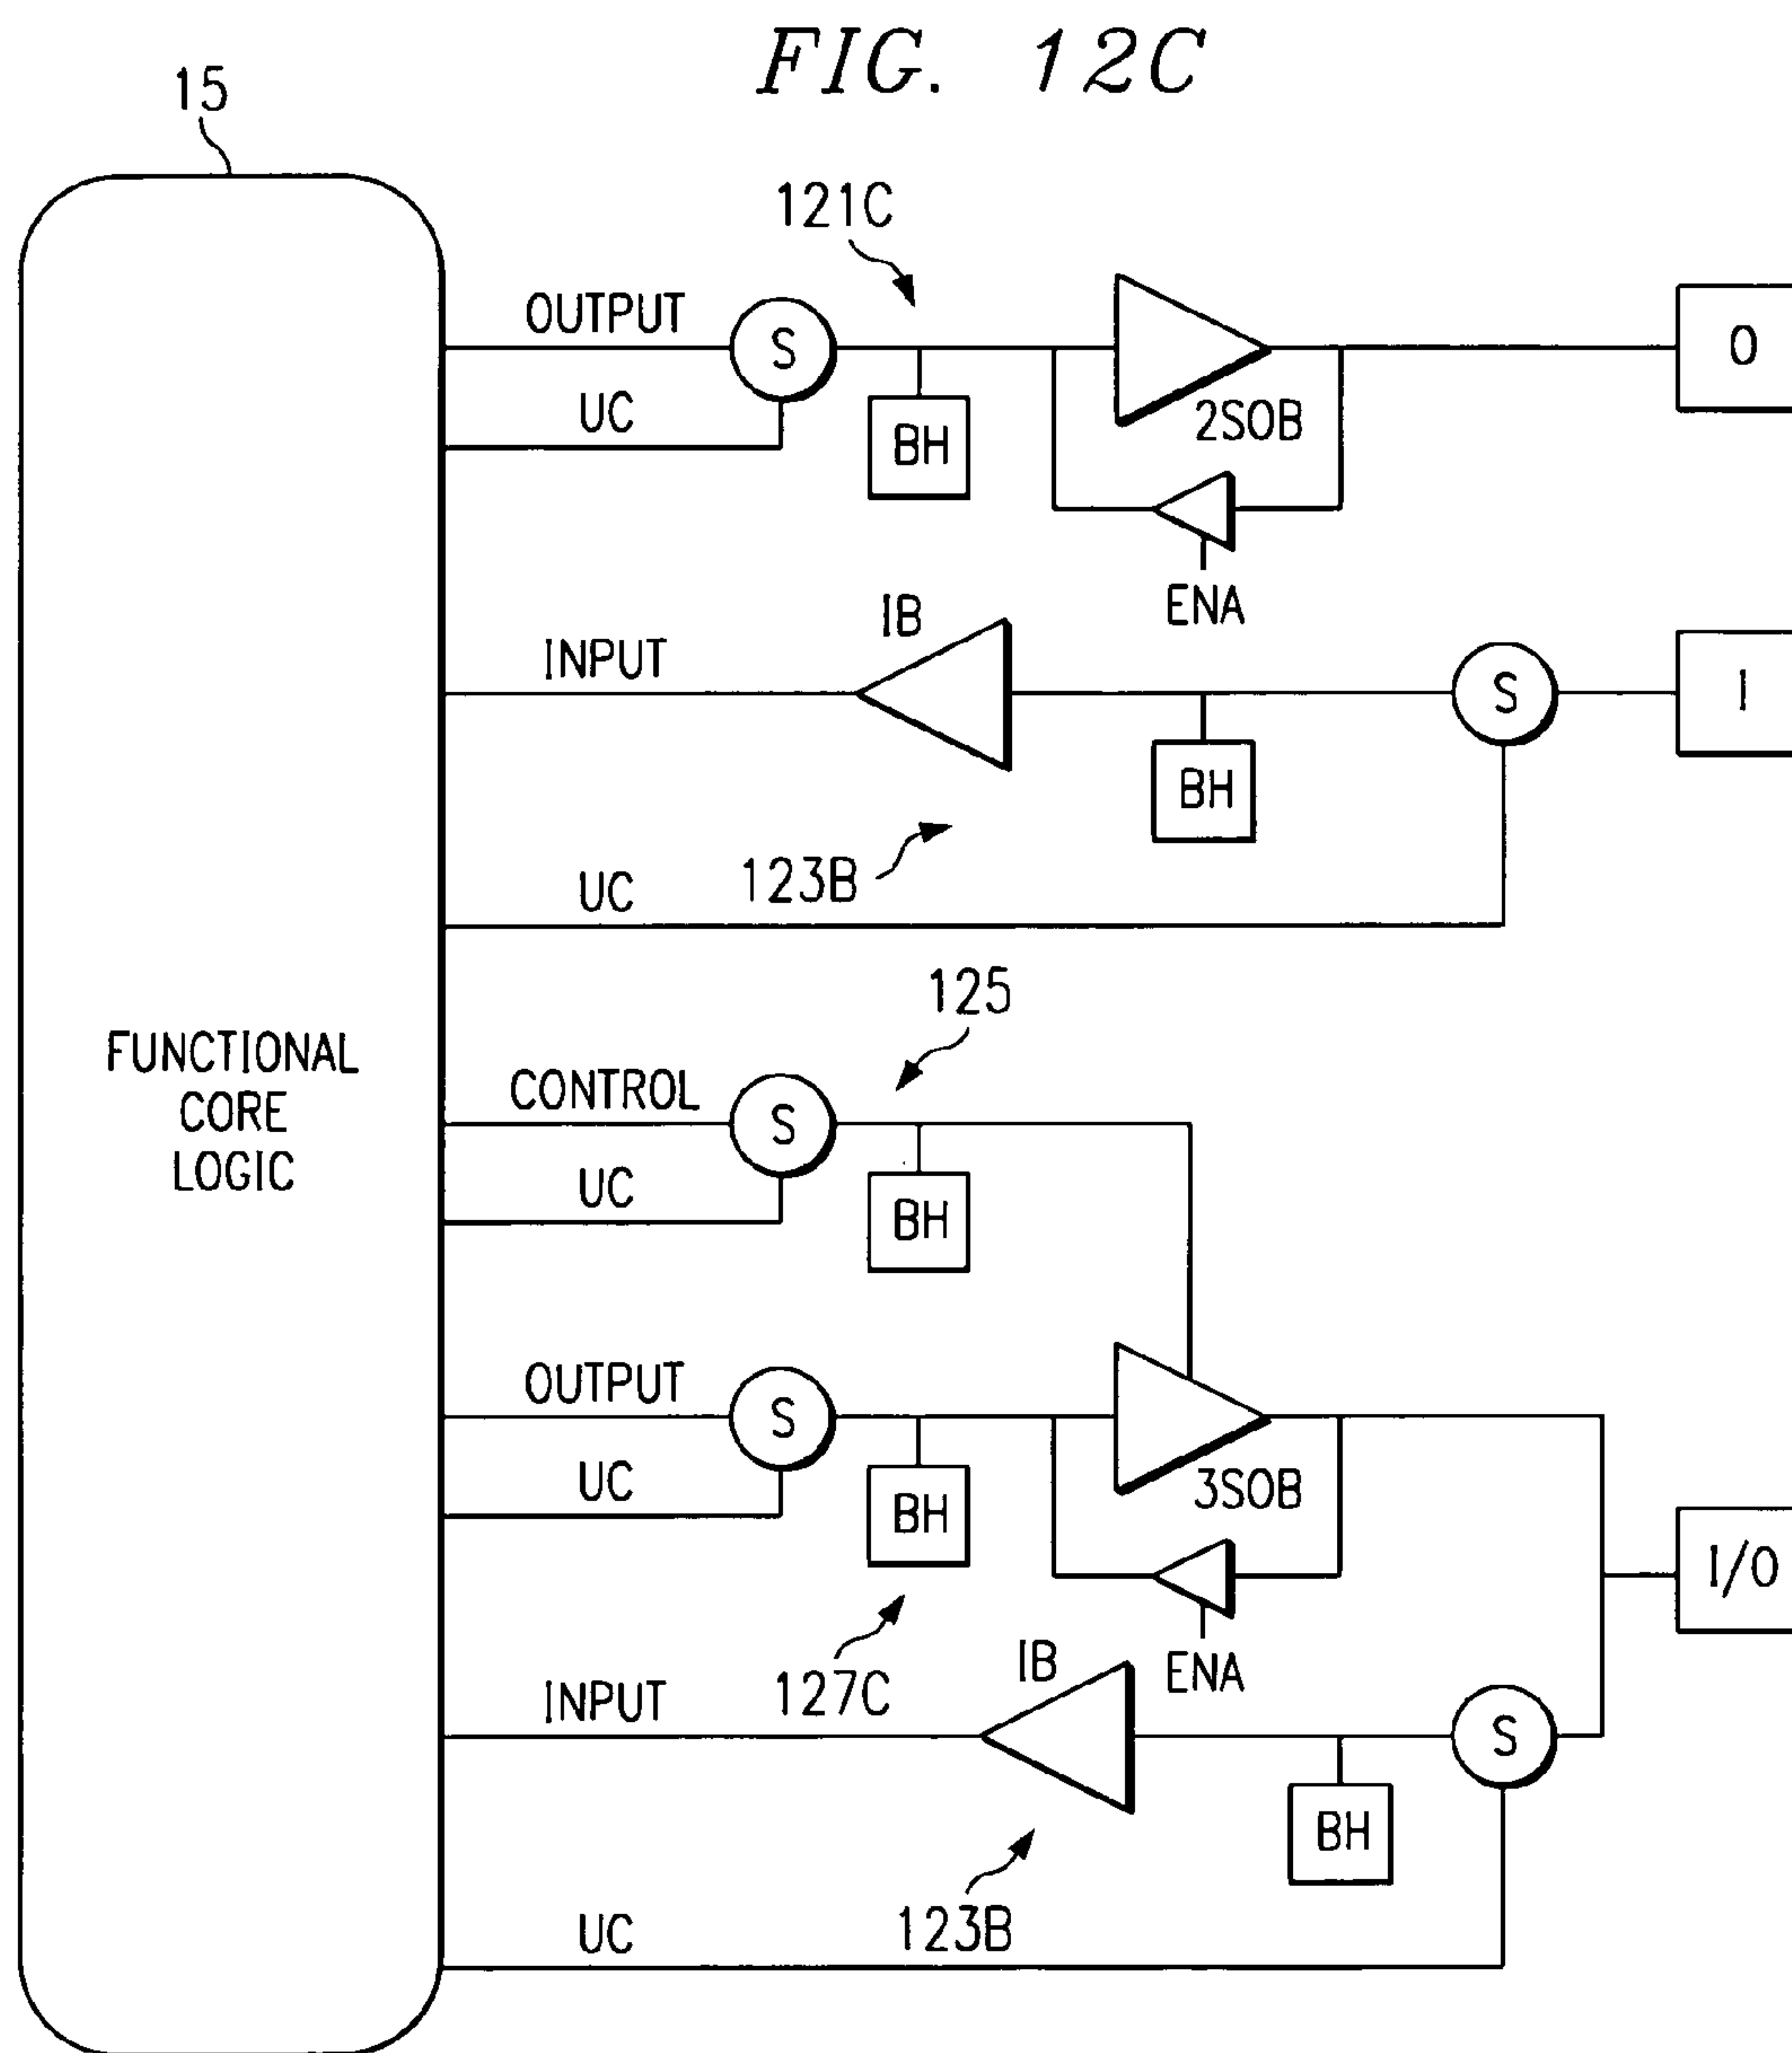 FIG. 12C
15
121C
OUTPUT
S
UC
BH
2SOB
O
ENA
IB
INPUT
S
I
BH
123B
UC
125
FUNCTIONAL
CORE
LOGIC
CONTROL
S
UC
BH
OUTPUT
S
UC
BH
3SOB
I/O
127C
IB
ENA
INPUT
S
BH
123B
UC